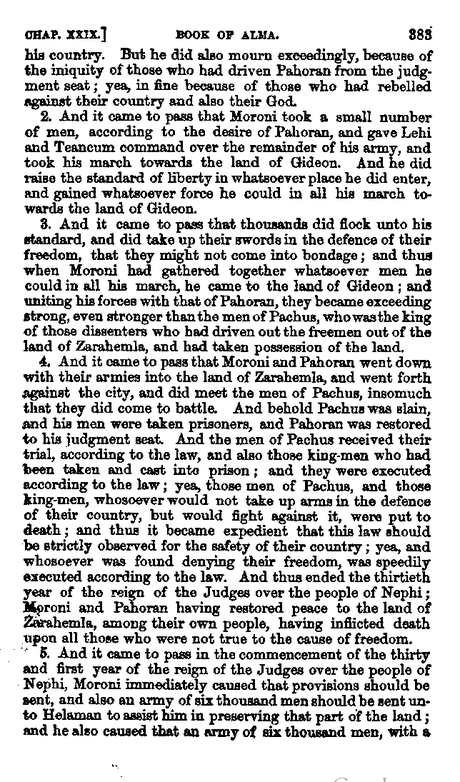 CHAP. XXIX.] BOOK OF ALMA. 383
his country. But he did also mourn exceedingly, because of
the iniquity of those who had driven Pahoran from the judg-
ment seat; yea, in fine because of those who had rebelled
against their country and also their God.
2. And it came to pass that Moroni took a small number
of men, according to the desire of Pahoran, and gave Lehi
and Teancum command over the remainder of his army, and
took his march towards the land of Gideon. And he did
raise the standard of liberty in whatsoever place he did enter,
and gained whatsoever force he could in all his march to-
wards the land of Gideon.
3. And it came to pass that thousands did flock unto his
standard, and did take up their swords in the defence of their
freedom, that they might not come into bondage; and thus
when Moroni had gathered together whatsoever men he
could in all his march, he came to the land of Gideon; and
uniting his forces with that of Pahoran, they became exceeding
strong, even stronger than the men of Pachus, who was the king
of those dissenters who had driven out the freemen out of the
land of Zarahemla, and had taken possession of the land.
4. And it came to pass that Moroni and Pahoran went down
with their armies into the land of Zarahemla, and went forth
against the city, and did meet the men of Pachus, insomuch
that they did come to battle. And behold Pachus was slain,
and his men were taken prisoners, and Pahoran was restored
to his judgment seat. And the men of Pachus received their
trial, according to the law, and also those king-men who had
been taken and cast into prison; and they were executed
according to the law; yea, those men of Pachus, and those
king-men, whosoever would not take up arms in the defence
of their country, but would fight against it, were put to
death; and thus it became expedient that this law should
be strictly observed for the safety of their country; yea, and
whosoever was found denying their freedom, was speedily
executed according to the law. And thus ended the thirtieth
year of the reign of the Judges over the people of Nephi;
Moroni and Pahoran having restored peace to the land of
Zarahemla, among their own people, having inflicted death
upon all those who were not true to the cause of freedom.
5. And it came to pass in the commencement of the thirty
and first year of the reign of the Judges over the people of
Nephi, Moroni immediately caused that provisions should be
sent, and also an army of six thousand men should be sent un-
to Helaman to assist him in preserving that part of the land;
and he also caused that an army of six thousand men, with a